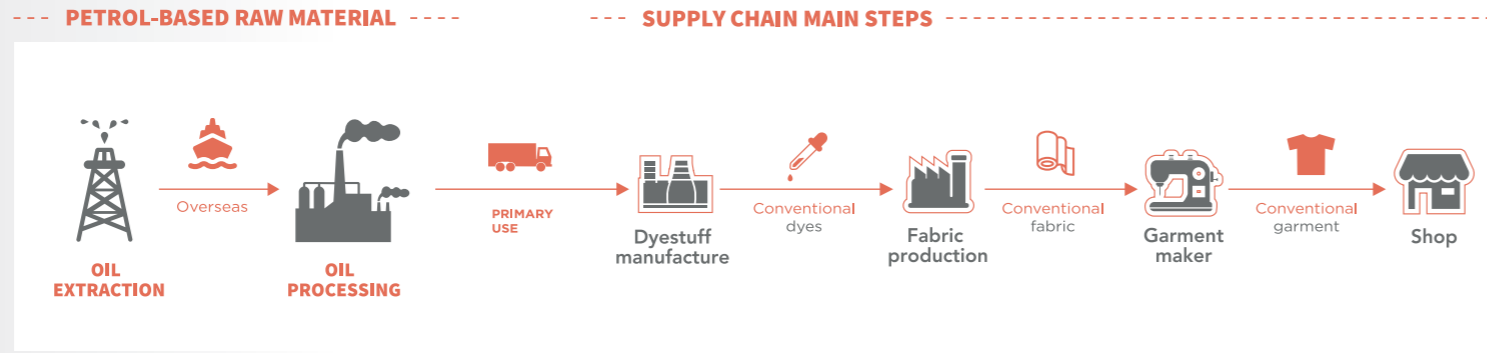 PETROL-BASED RAW MATERIAL
SUPPLY CHAIN MAIN STEPS
Overseas
PRIMARY
USE
Conventional
dyes
Conventional
fabric
Conventional
garment
OIL
EXTRACTION
OIL
PROCESSING
Dyestuff
manufacture
Fabric
production
Garment
maker
Shop